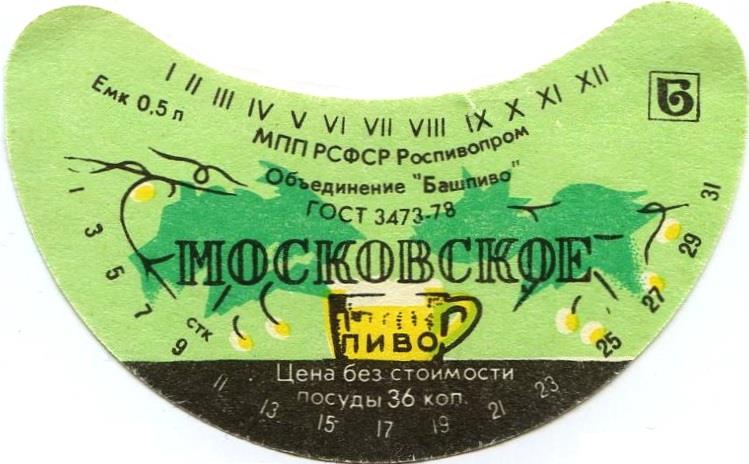 I II III IV V VI VII VIII IX X XI XII
Емк 0,5 л
Б
МПП РСФСР Роспивопром
Объединение "Башпиво"
ГОСТ 3473-78
МОСКОВСКОЕ
стк
ПИВО
Цена без стоимости
посуды 36 коп.
1 3 5 7 9 11 13 15 17 19 21 23 25 27 29 31